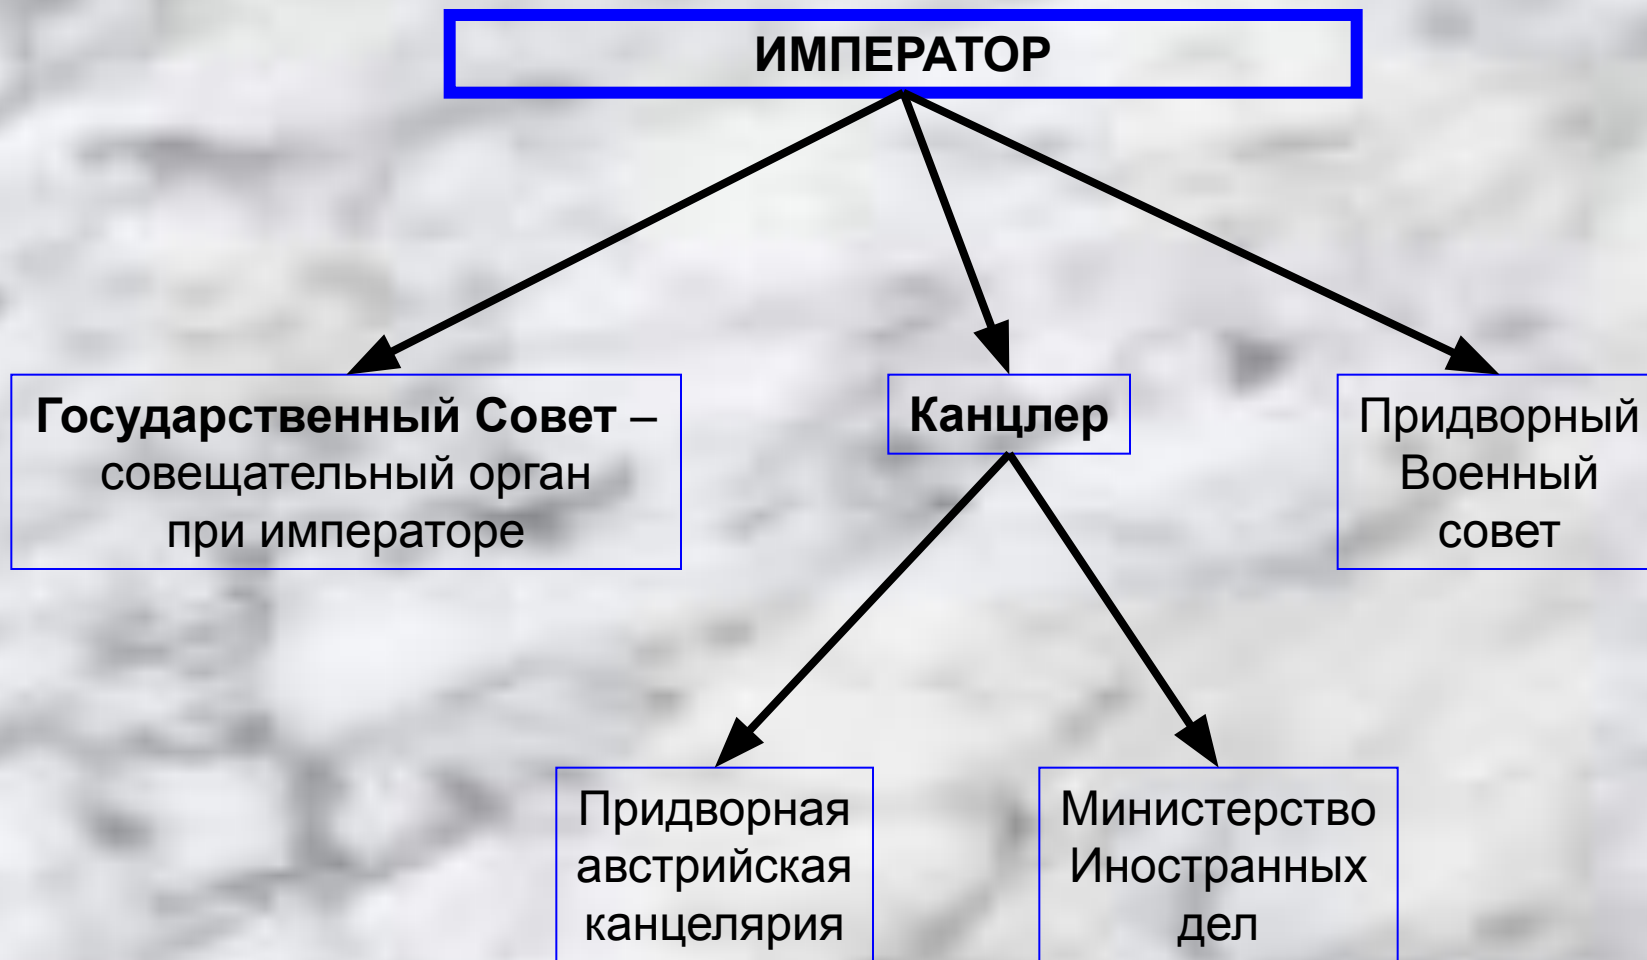 ИМПЕРАТОР
Государственный Совет –
совещательный орган
при императоре
Канцлер
Придворный
Военный
совет
Придворная
австрийская
канцелярия
Министерство
Иностранных
дел